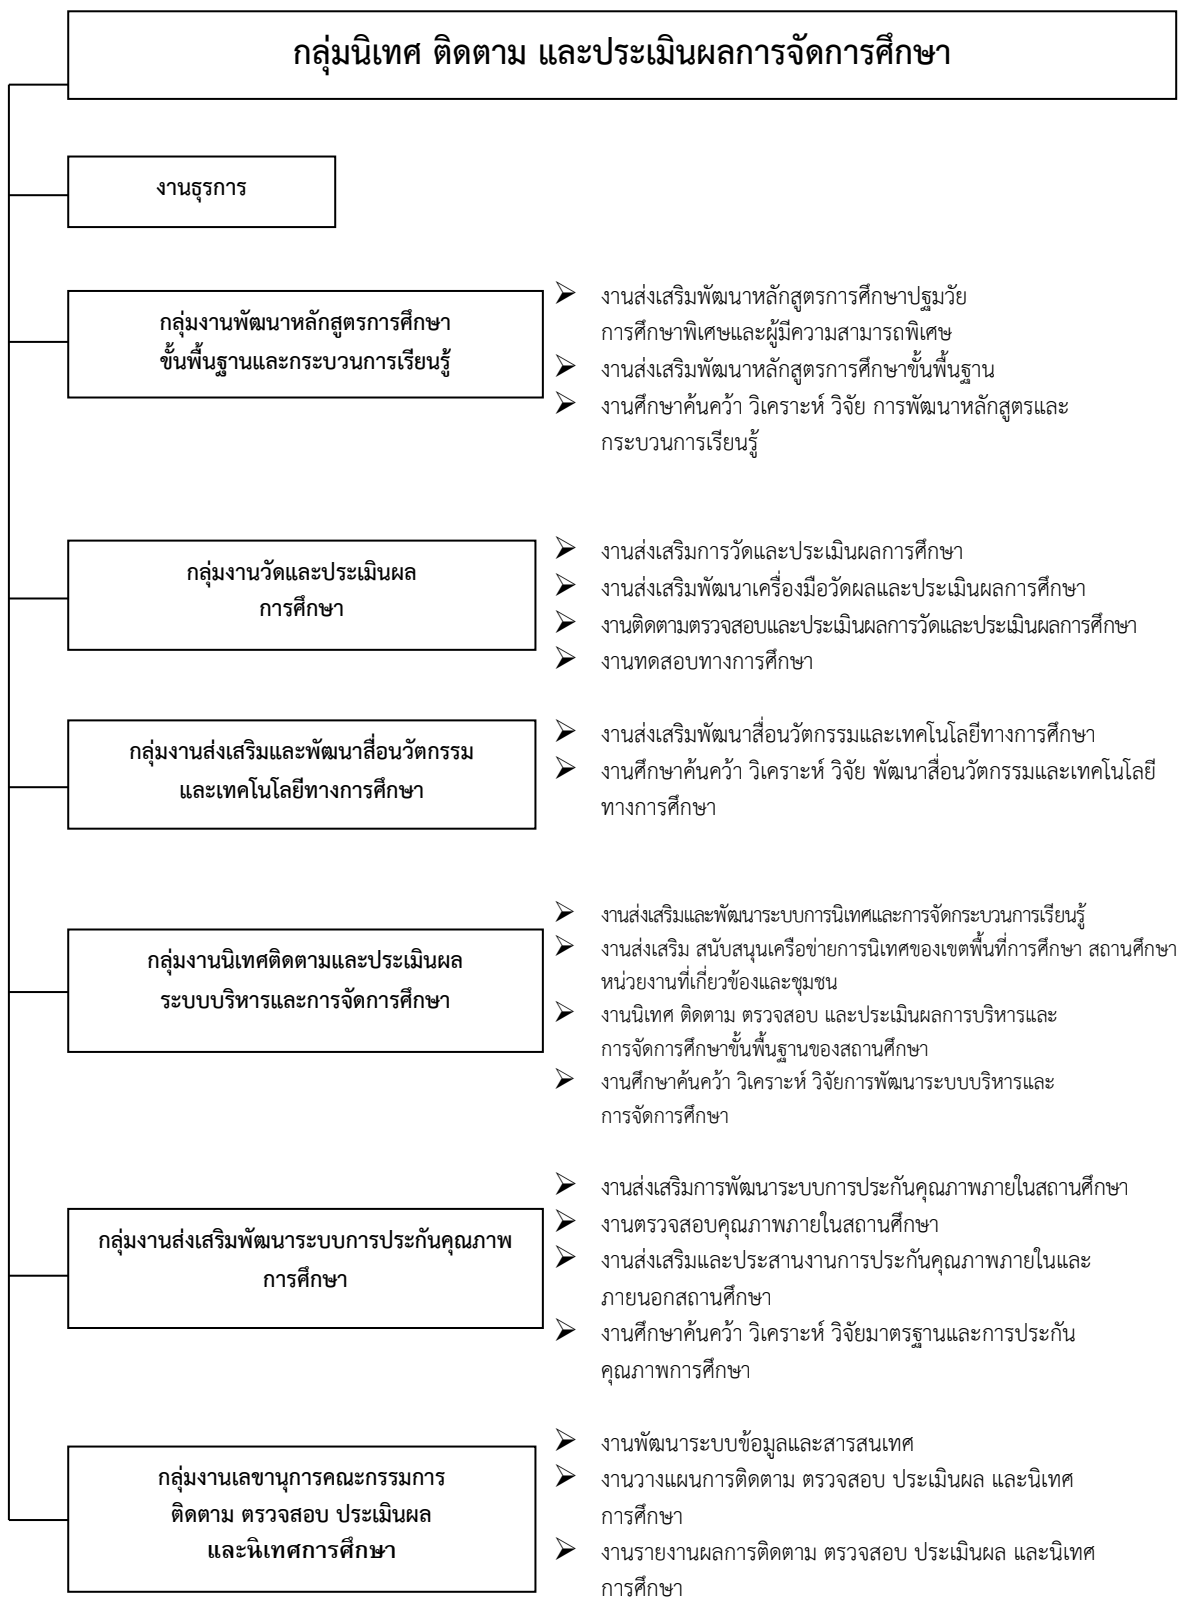 กลุ่มนิเทศ ติดตาม และประเมินผลการจัดการศึกษา
งานธุรการ
กลุ่มงานพัฒนาหลักสูตรการศึกษา
ขั้นพื้นฐานและกระบวนการเรียนรู้
➢ งานส่งเสริมพัฒนาหลักสูตรการศึกษาปฐมวัย
การศึกษาพิเศษและผู้มีความสามารถพิเศษ
➢ งานส่งเสริมพัฒนาหลักสูตรการศึกษาขั้นพื้นฐาน
➢ งานศึกษาค้นคว้า วิเคราะห์ วิจัย การพัฒนาหลักสูตรและ
กระบวนการเรียนรู้
กลุ่มงานวัดและประเมินผล
การศึกษา
➢ งานส่งเสริมการวัดและประเมินผลการศึกษา
➢ งานส่งเสริมพัฒนาเครื่องมือวัดผลและประเมินผลการศึกษา
➢ งานติดตามตรวจสอบและประเมินผลการวัดและประเมินผลการศึกษา
➢ งานทดสอบทางการศึกษา
กลุ่มงานส่งเสริมและพัฒนาสื่อนวัตกรรม
และเทคโนโลยีทางการศึกษา
➢ งานส่งเสริมพัฒนาสื่อนวัตกรรมและเทคโนโลยีทางการศึกษา
➢ งานศึกษาค้นคว้า วิเคราะห์ วิจัย พัฒนาสื่อนวัตกรรมและเทคโนโลยี
ทางการศึกษา
กลุ่มงานนิเทศติดตามและประเมินผล
ระบบบริหารและการจัดการศึกษา
➢ งานส่งเสริมและพัฒนาระบบการนิเทศและการจัดกระบวนการเรียนรู้
➢ งานส่งเสริม สนับสนุนเครือข่ายการนิเทศของเขตพื้นที่การศึกษา สถานศึกษา
หน่วยงานที่เกี่ยวข้องและชุมชน
➢ งานนิเทศ ติดตาม ตรวจสอบ และประเมินผลการบริหารและ
การจัดการศึกษาขั้นพื้นฐานของสถานศึกษา
➢ งานศึกษาค้นคว้า วิเคราะห์ วิจัยการพัฒนาระบบบริหารและ
การจัดการศึกษา
กลุ่มงานส่งเสริมพัฒนาระบบการประกันคุณภาพ
การศึกษา
➢ งานส่งเสริมการพัฒนาระบบการประกันคุณภาพภายในสถานศึกษา
➢ งานตรวจสอบคุณภาพภายในสถานศึกษา
➢ งานส่งเสริมและประสานงานการประกันคุณภาพภายในและ
ภายนอกสถานศึกษา
➢ งานศึกษาค้นคว้า วิเคราะห์ วิจัยมาตรฐานและการประกัน
คุณภาพการศึกษา
กลุ่มงานเลขานุการคณะกรรมการ
ติดตาม ตรวจสอบ ประเมินผล
และนิเทศการศึกษา
➢ งานพัฒนาระบบข้อมูลและสารสนเทศ
➢ งานวางแผนการติดตาม ตรวจสอบ ประเมินผล และนิเทศ
การศึกษา
➢ งานรายงานผลการติดตาม ตรวจสอบ ประเมินผล และนิเทศ
การศึกษา